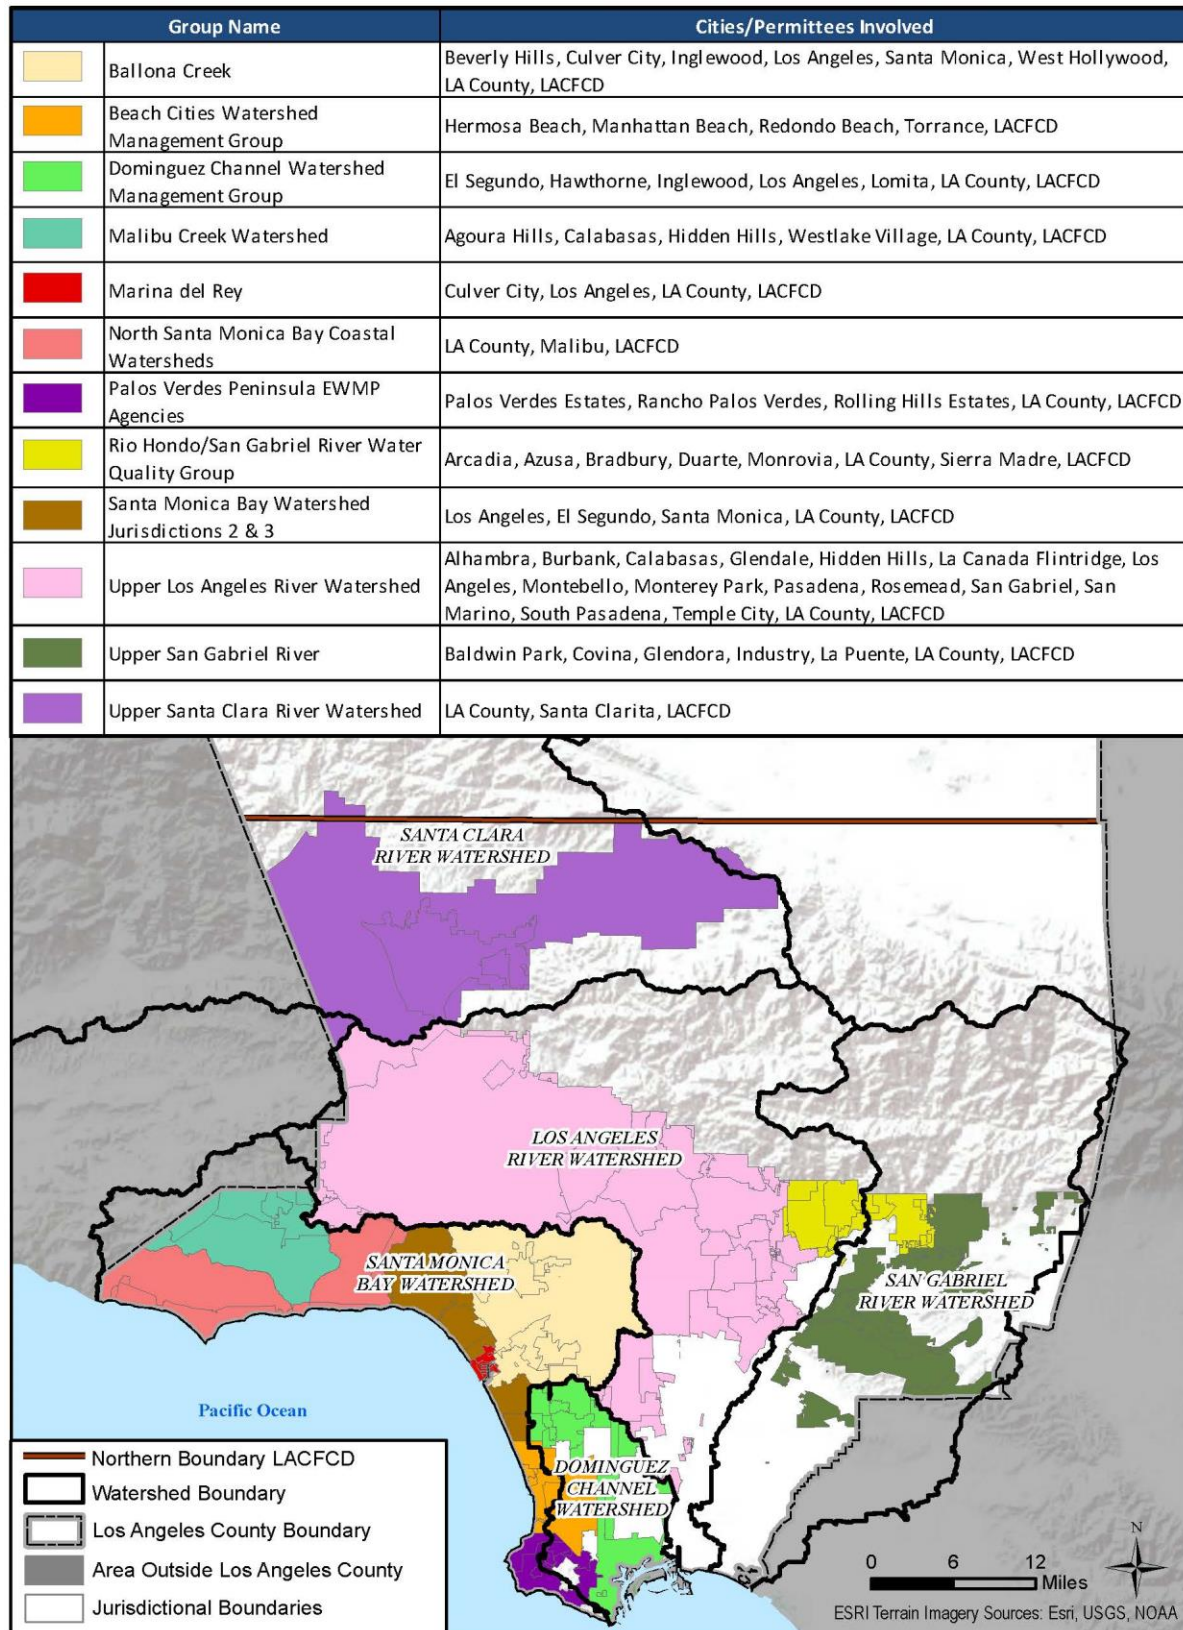 Group Name
Cities/Permittees Involved
Ballona Creek
Beverly Hills, Culver City, Inglewood, Los Angeles, Santa Monica, West Hollywood,
LA County, LACFCD
Beach Cities Watershed
Management Group
Hermosa Beach, Manhattan Beach, Redondo Beach, Torrance, LACFCD
Dominguez Channel Watershed
Management Group
El Segundo, Hawthorne, Inglewood, Los Angeles, Lomita, LA County, LACFCD
Malibu Creek Watershed
Agoura Hills, Calabasas, Hidden Hills, Westlake Village, LA County, LACFCD
Marina del Rey
Culver City, Los Angeles, LA County, LACFCD
North Santa Monica Bay Coastal
Watersheds
LA County, Malibu, LACFCD
Palos Verdes Peninsula EWMP
Agencies
Palos Verdes Estates, Rancho Palos Verdes, Rolling Hills Estates, LA County, LACFCD
Rio Hondo/San Gabriel River Water
Quality Group
Arcadia, Azusa, Bradbury, Duarte, Monrovia, LA County, Sierra Madre, LACFCD
Santa Monica Bay Watershed
Jurisdictions 2 & 3
Los Angeles, El Segundo, Santa Monica, LA County, LACFCD
Upper Los Angeles River Watershed
Alhambra, Burbank, Calabasas, Glendale, Hidden Hills, La Canada Flintridge, Los
Angeles, Montebello, Monterey Park, Pasadena, Rosemead, San Gabriel, San
Marino, South Pasadena, Temple City, LA County, LACFCD
Upper San Gabriel River
Baldwin Park, Covina, Glendora, Industry, La Puente, LA County, LACFCD
Upper Santa Clara River Watershed
LA County, Santa Clarita, LACFCD
SANTA CLARA
RIVER WATERSHED
LOS ANGELES
RIVER WATERSHED
SANTA MONICA
BAY WATERSHED
SAN GABRIEL
RIVER WATERSHED
Pacific Ocean
DOMINGUEZ
CHANNEL
WATERSHED
Northern Boundary LACFCD
Watershed Boundary
Los Angeles County Boundary
Area Outside Los Angeles County
Jurisdictional Boundaries
N
0 6 12
Miles
ESRI Terrain Imagery Sources: Esri, USGS, NOAA